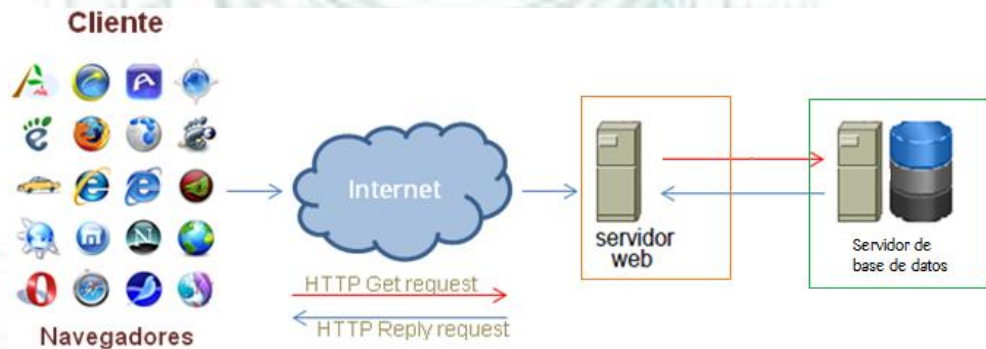 Cliente
Internet
servidor
web
Servidor de
base de datos
HTTP Get request
HTTP Reply request
Navegadores